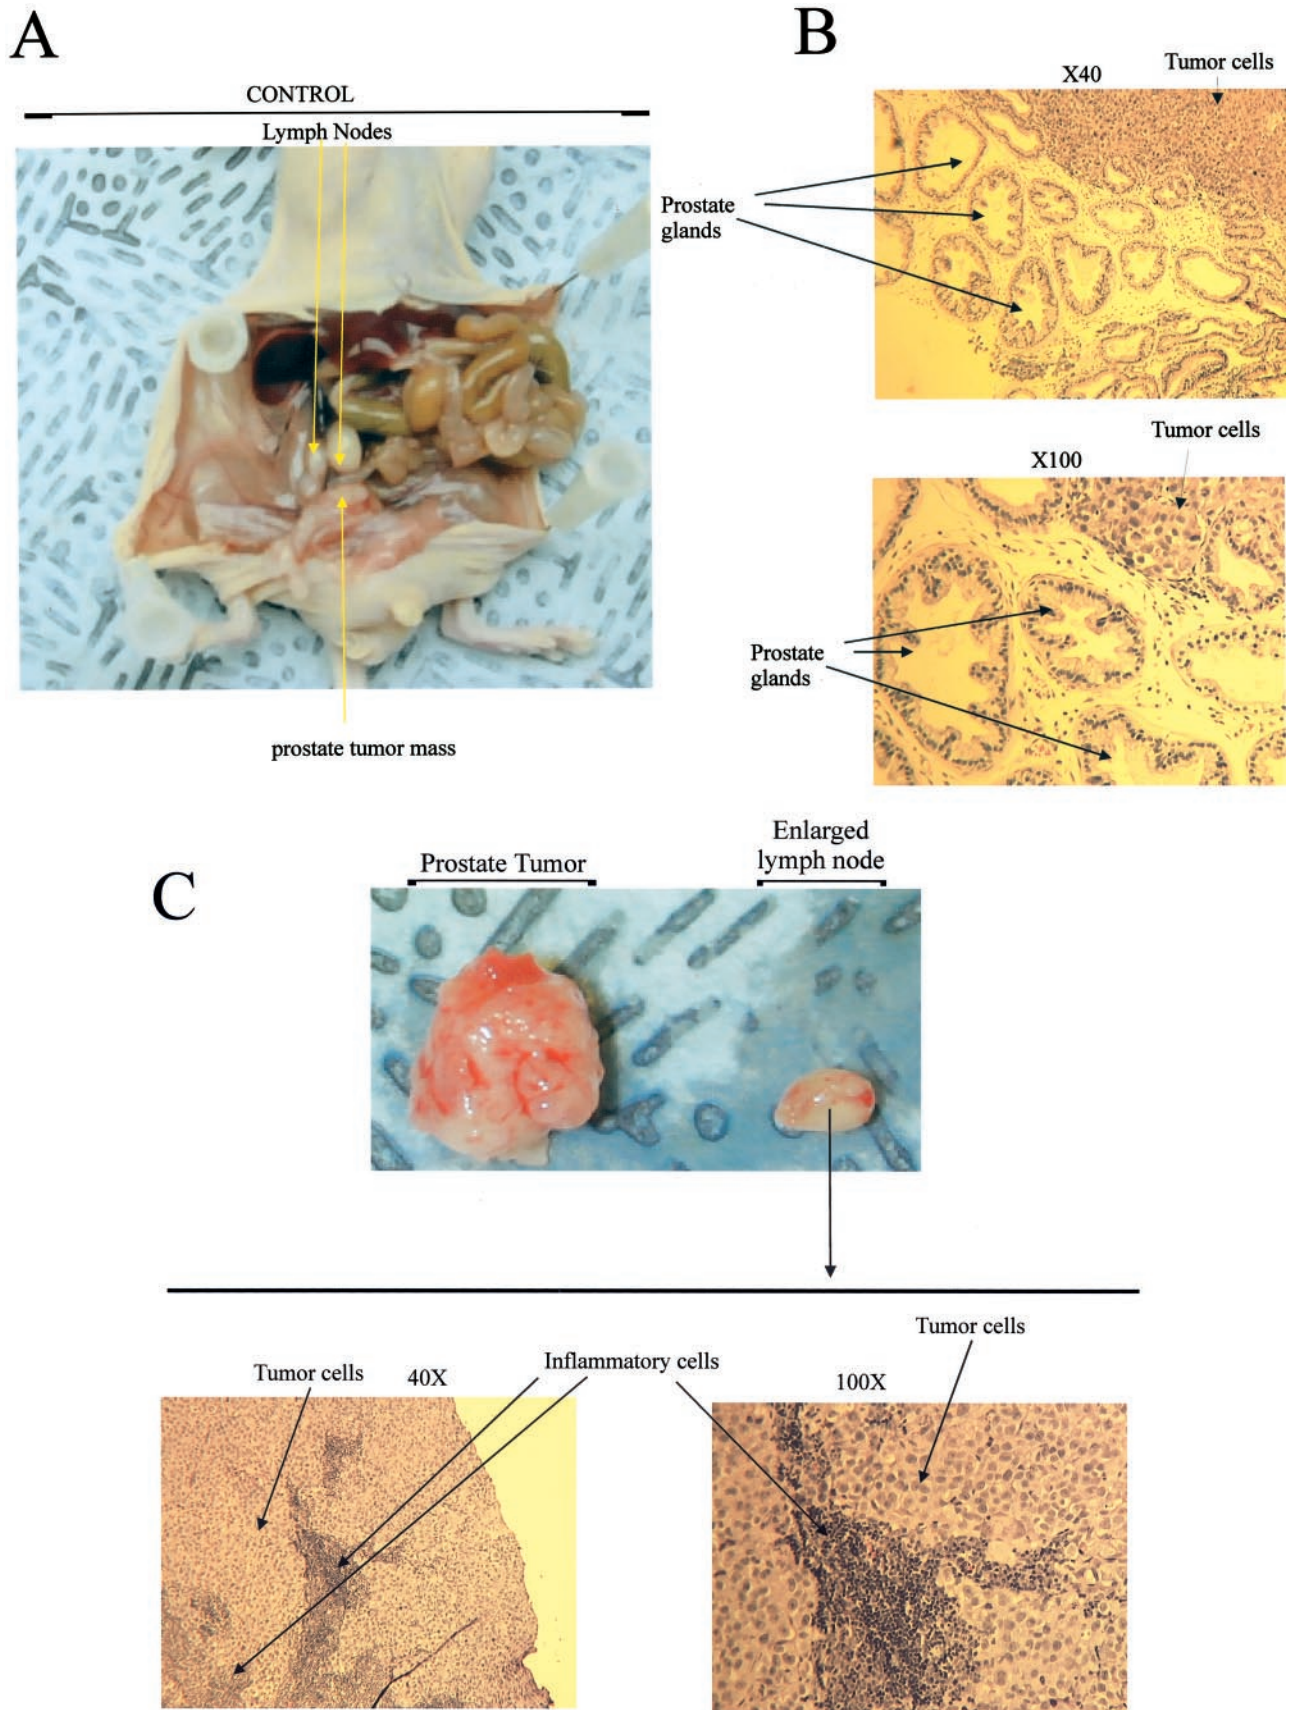 A
CONTROL
Lymph Nodes
prostate tumor mass
B
X40
Tumor cells
Prostate
glands
X100
Tumor cells
Prostate
glands
C
Prostate Tumor
Enlarged
lymph node
Tumor cells
40X
Inflammatory cells
Tumor cells
100X